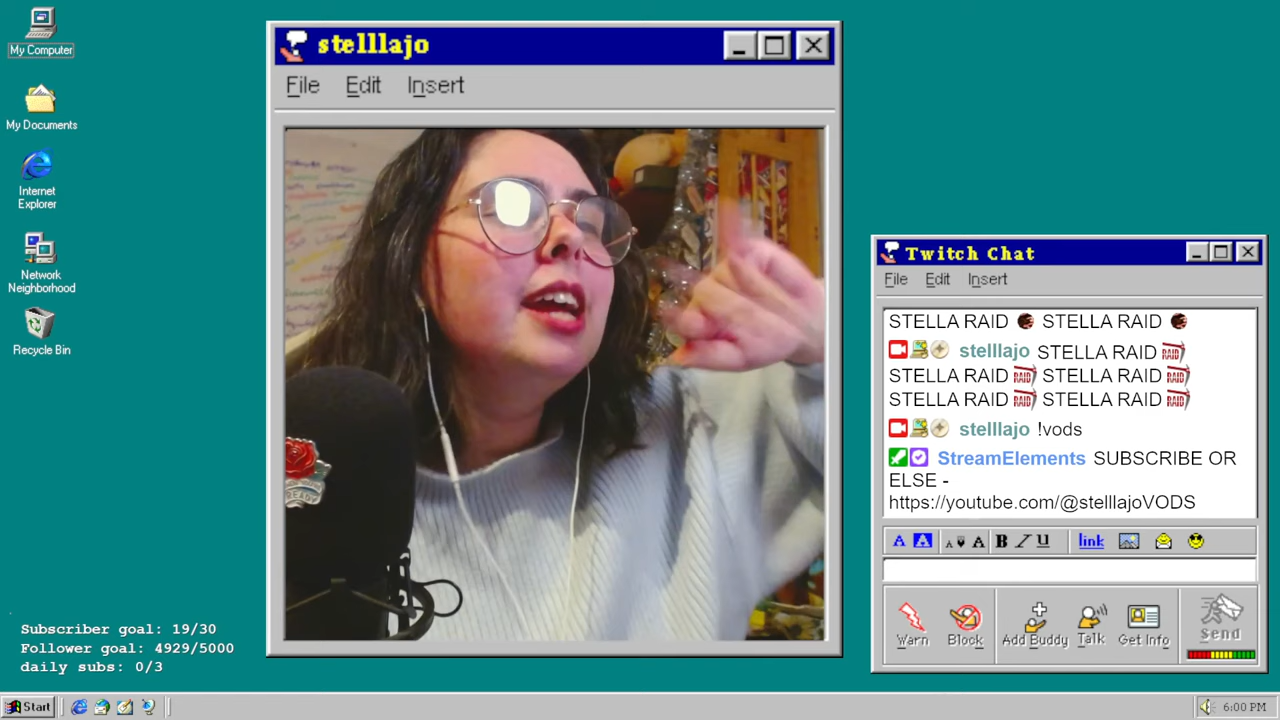 My Computer
My Documents
Internet
Explorer
Network
Neighborhood
Recycle Bin
stelllajo
File Edit Insert
READY
Twitch Chat
File Edit Insert
STELLA RAID STELLA RAID
stelllajo STELLA RAID RAID
STELLA RAID RAID STELLA RAID RAID
STELLA RAID RAID STELLA RAID RAID
stelllajo !vods
StreamElements SUBSCRIBE OR
ELSE -
https://youtube.com/@stelllajoVODS
A A A A B I U link
Warn Block Add Buddy Talk Get Info Send
Subscriber goal: 19/30
Follower goal: 4929/5000
daily subs: 0/3
Start
6:00 PM